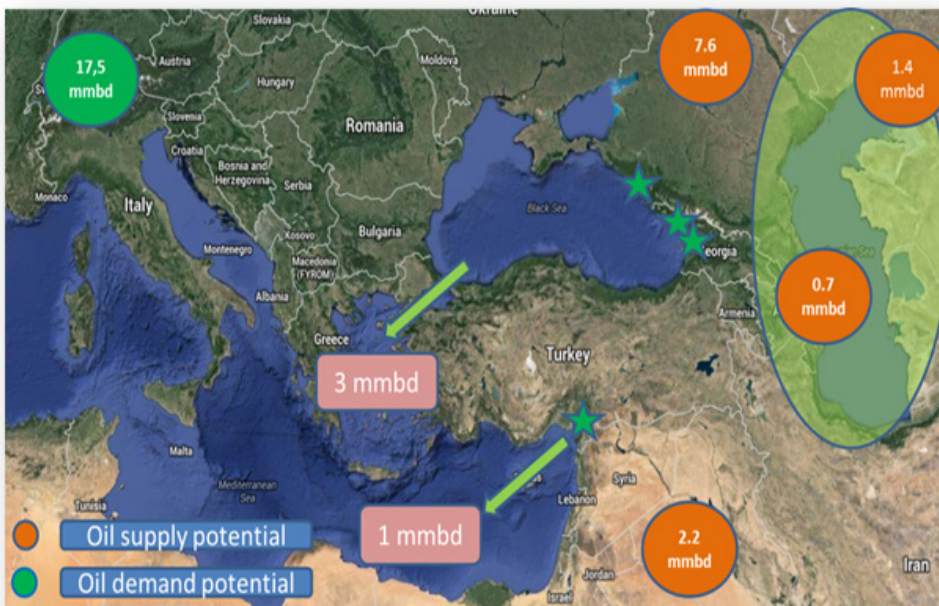 Ukraine
Slovakia
17,5
mmbd
Austria
Moldova
7.6
mmbd
1.4
mmbd
Hungary
Slovenia
Croatia
Romania
Bosnia and
Herzegovina
Serbia
Monaco
Italy
Black Sea
Montenegro
Kosovo
Bulgaria
Georgia
Macedonia
(FYROM)
Albania
0.7
mmbd
Armenia
Greece
Turkey
3 mmbd
Malta
Syria
Mediterranean
Sea
Lebanon
Tunisia
Oil supply potential
1 mmbd
2.2
mmbd
Iran
Oil demand potential
Jordan
Israel